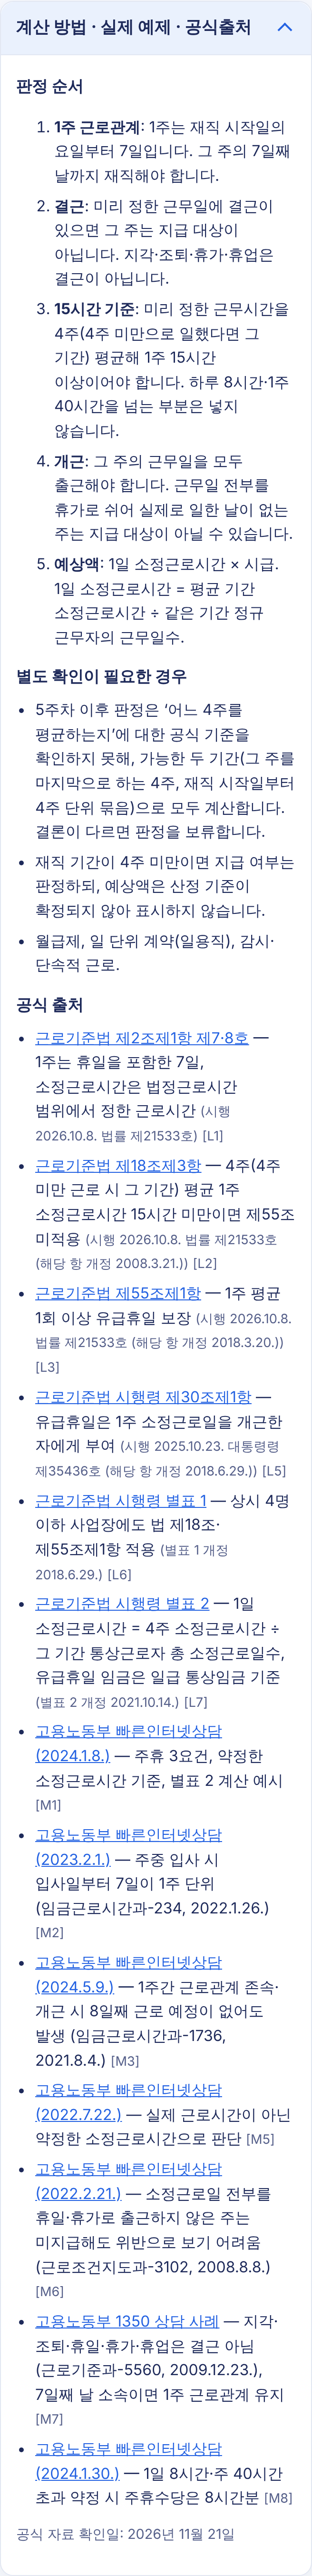 계산 방법 · 실제 예제 · 공식출처
판정 순서
1. 1주 근로관계: 1주는 재직 시작일의
요일부터 7일입니다. 그 주의 7일째
날까지 재직해야 합니다.
2. 결근: 미리 정한 근무일에 결근이
있으면 그 주는 지급 대상이
아닙니다. 지각·조퇴·휴가·휴업은
결근이 아닙니다.
3. 15시간 기준: 미리 정한 근무시간을
4주(4주 미만으로 일했다면 그
기간) 평균해 1주 15시간
이상이어야 합니다. 하루 8시간·1주
40시간을 넘는 부분은 넣지
않습니다.
4. 개근: 그 주의 근무일을 모두
출근해야 합니다. 근무일 전부를
휴가로 쉬어 실제로 일한 날이 없는
주는 지급 대상이 아닐 수 있습니다.
5. 예상액: 1일 소정근로시간 × 시급.
1일 소정근로시간 = 평균 기간
소정근로시간 ÷ 같은 기간 정규
근무자의 근무일수.
별도 확인이 필요한 경우
• 5주차 이후 판정은 ‘어느 4주를
평균하는지’에 대한 공식 기준을
확인하지 못해, 가능한 두 기간(그 주를
마지막으로 하는 4주, 재직 시작일부터
4주 단위 묶음)으로 모두 계산합니다.
결론이 다르면 판정을 보류합니다.
• 재직 기간이 4주 미만이면 지급 여부는
판정하되, 예상액은 산정 기준이
확정되지 않아 표시하지 않습니다.
• 월급제, 일 단위 계약(일용직), 감시·
단속적 근로.
공식 출처
• 근로기준법 제2조제1항 제7·8호 —
1주는 휴일을 포함한 7일,
소정근로시간은 법정근로시간
범위에서 정한 근로시간 (시행
2026.10.8. 법률 제21533호) [L1]
• 근로기준법 제18조제3항 — 4주(4주
미만 근로 시 그 기간) 평균 1주
소정근로시간 15시간 미만이면 제55조
미적용 (시행 2026.10.8. 법률 제21533호
(해당 항 개정 2008.3.21.)) [L2]
• 근로기준법 제55조제1항 — 1주 평균
1회 이상 유급휴일 보장 (시행 2026.10.8.
법률 제21533호 (해당 항 개정 2018.3.20.))
[L3]
• 근로기준법 시행령 제30조제1항 —
유급휴일은 1주 소정근로일을 개근한
자에게 부여 (시행 2025.10.23. 대통령령
제35436호 (해당 항 개정 2018.6.29.)) [L5]
• 근로기준법 시행령 별표 1 — 상시 4명
이하 사업장에도 법 제18조·
제55조제1항 적용 (별표 1 개정
2018.6.29.) [L6]
• 근로기준법 시행령 별표 2 — 1일
소정근로시간 = 4주 소정근로시간 ÷
그 기간 통상근로자 총 소정근로일수,
유급휴일 임금은 일급 통상임금 기준
(별표 2 개정 2021.10.14.) [L7]
• 고용노동부 빠른인터넷상담
(2024.1.8.) — 주휴 3요건, 약정한
소정근로시간 기준, 별표 2 계산 예시
[M1]
• 고용노동부 빠른인터넷상담
(2023.2.1.) — 주중 입사 시
입사일부터 7일이 1주 단위
(임금근로시간과-234, 2022.1.26.)
[M2]
• 고용노동부 빠른인터넷상담
(2024.5.9.) — 1주간 근로관계 존속·
개근 시 8일째 근로 예정이 없어도
발생 (임금근로시간과-1736,
2021.8.4.) [M3]
• 고용노동부 빠른인터넷상담
(2022.7.22.) — 실제 근로시간이 아닌
약정한 소정근로시간으로 판단 [M5]
• 고용노동부 빠른인터넷상담
(2022.2.21.) — 소정근로일 전부를
휴일·휴가로 출근하지 않은 주는
미지급해도 위반으로 보기 어려움
(근로조건지도과-3102, 2008.8.8.)
[M6]
• 고용노동부 1350 상담 사례 — 지각·
조퇴·휴일·휴가·휴업은 결근 아님
(근로기준과-5560, 2009.12.23.),
7일째 날 소속이면 1주 근로관계 유지
[M7]
• 고용노동부 빠른인터넷상담
(2024.1.30.) — 1일 8시간·주 40시간
초과 약정 시 주휴수당은 8시간분 [M8]
공식 자료 확인일: 2026년 11월 21일